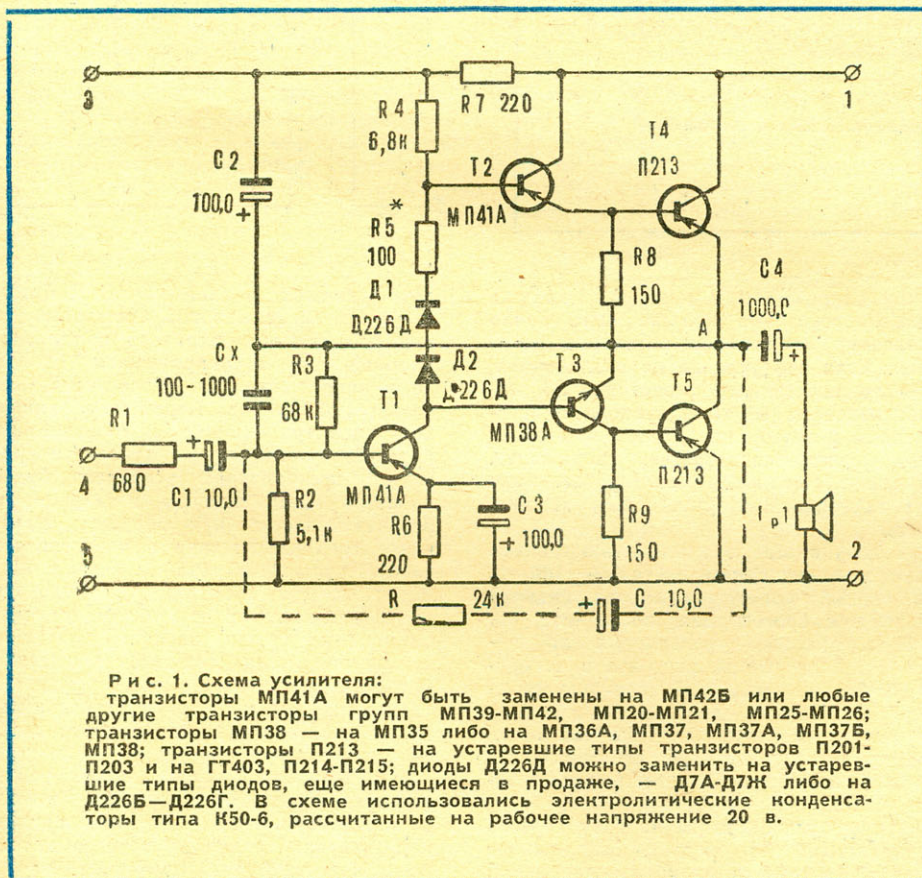 3
R7 220
1
R4
6,8к
T4
П213
T2
C2
100,0
+
*
МП41А
R5
100
R8
150
C4
1000,0
+
Д1
Д226Д
А
Cх
100-1000
R3
68к
Д2
Д226Д
T3
T5
T1
МП38А
R1
680
+
4
C1 10,0
П213
МП41А
R2
5,1к
R6
220
C3
+ 100,0
R9
150
Гр1
5
2
R
24к
+
C 10,0
Рис. 1. Схема усилителя:
транзисторы МП41А могут быть заменены на МП42Б или любые
другие транзисторы групп МП39-МП42, МП20-МП21, МП25-МП26;
транзисторы МП38 — на МП35 либо на МП36А, МП37, МП37А, МП37Б,
МП38; транзисторы П213 — на устаревшие типы транзисторов П201-
П203 и на ГТ403, П214-П215; диоды Д226Д можно заменить на устарев-
шие типы диодов, еще имеющиеся в продаже, — Д7А-Д7Ж либо на
Д226Б—Д226Г. В схеме использовались электролитические конденса-
торы типа К50-6, рассчитанные на рабочее напряжение 20 в.